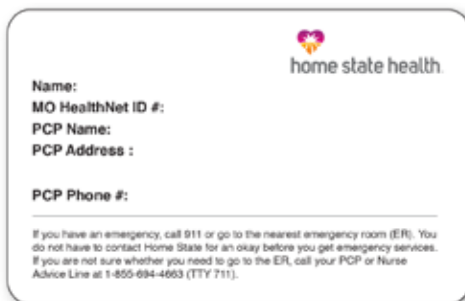 home state health
Name:
MO HealthNet ID #:
PCP Name:
PCP Address :
PCP Phone #:
If you have an emergency, call 911 or go to the nearest emergency room (ER). You
do not have to contact Home State for an okay before you get emergency services.
If you are not sure whether you need to go to the ER, call your PCP or Nurse
Advice Line at 1-855-694-4663 (TTY 711).